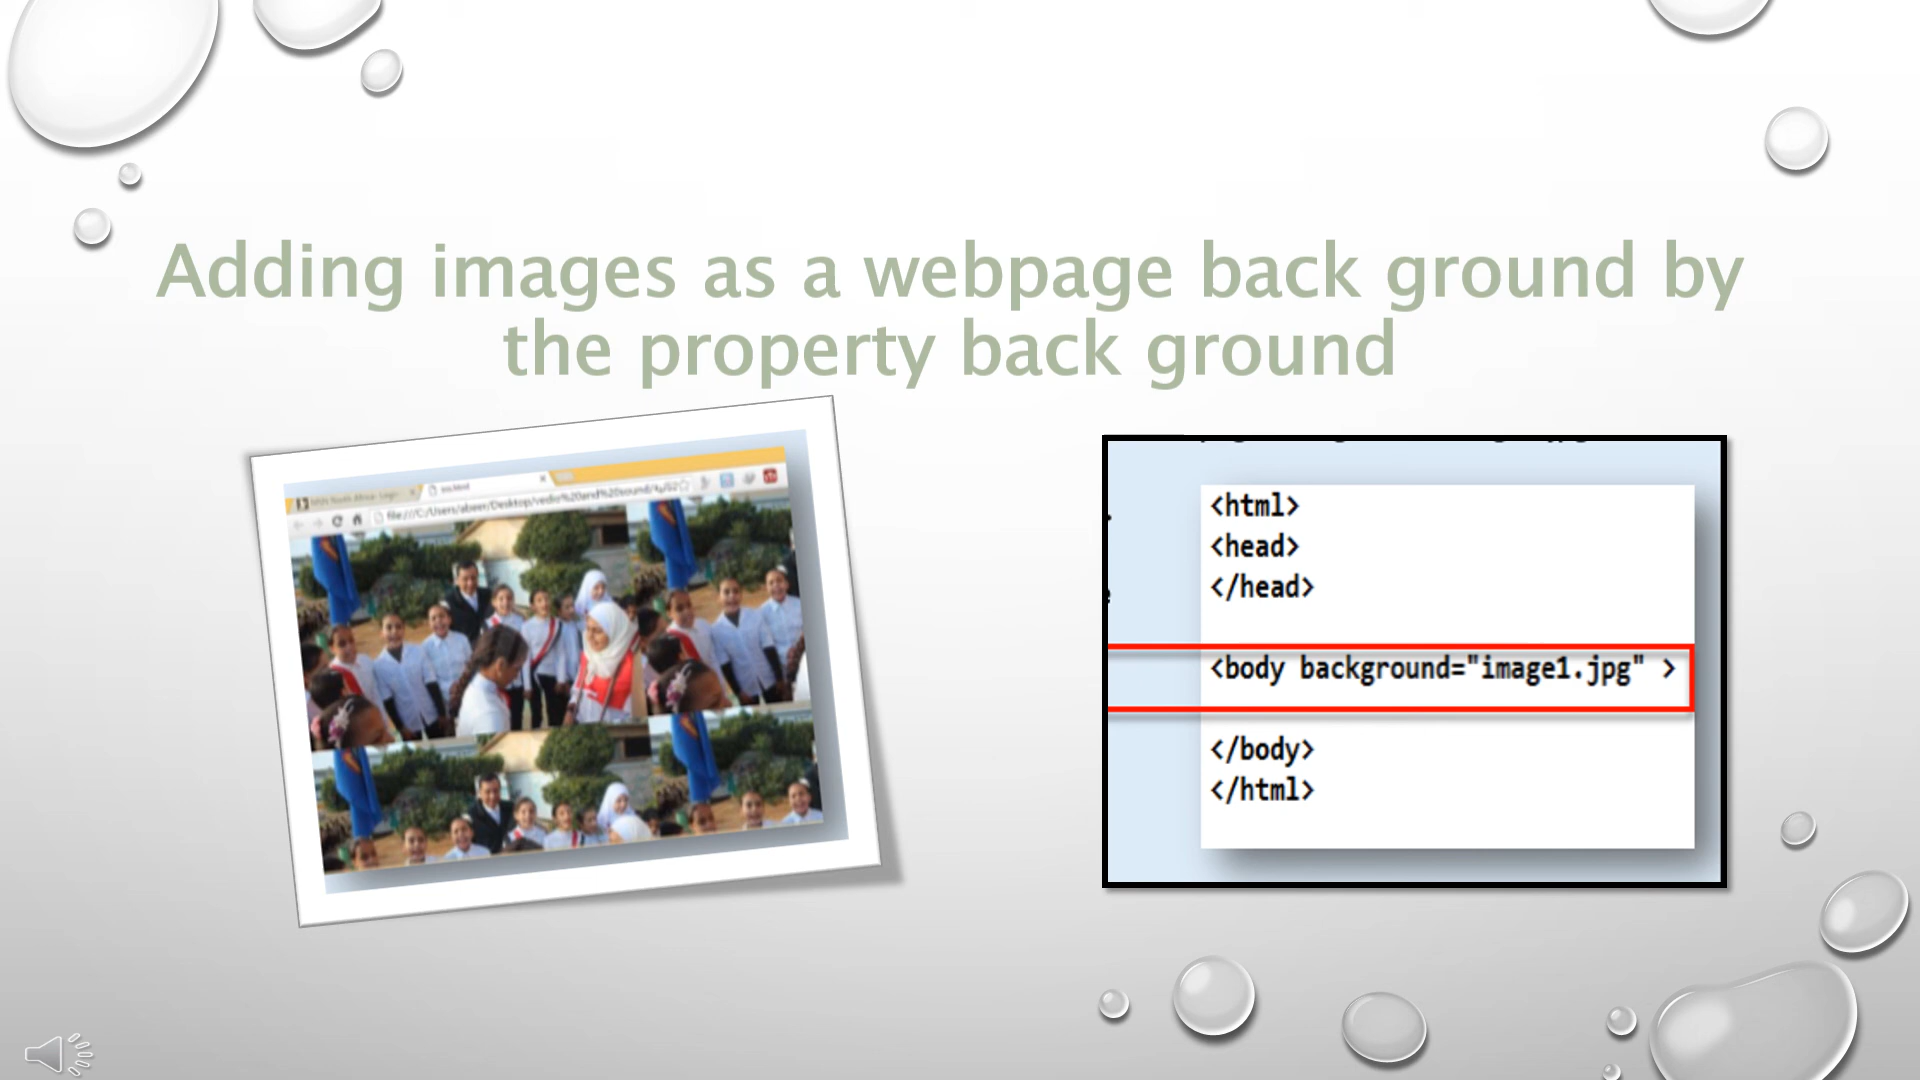 Adding images as a webpage back ground by
the property back ground
<html>
<head>
</head>
<body background="image1.jpg" >
</body>
</html>